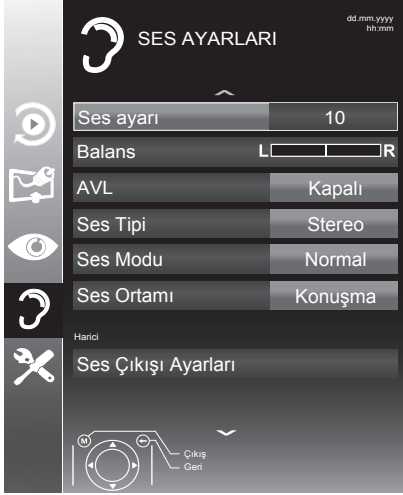 SES AYARLARI
dd.mm.yyyy
hh:mm
Ses ayarı 10
Balans L R
AVL Kapalı
Ses Tipi Stereo
Ses Modu Normal
Ses Ortamı Konuşma
Harici
Ses Çıkışı Ayarları
M
Çıkış
Geri